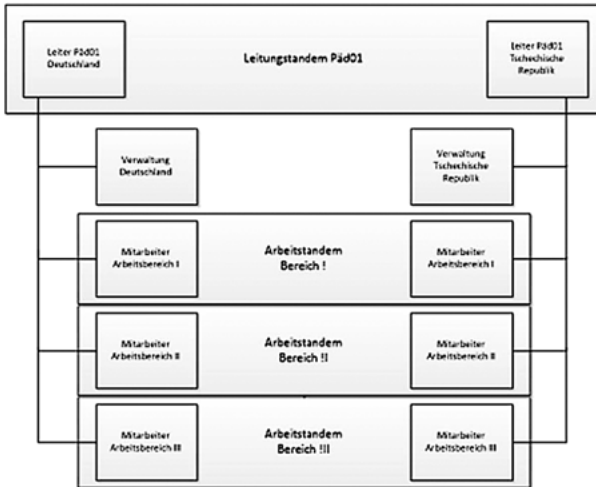 Leiter Päd01
Deutschland
Leitungstandem Päd01
Leiter Päd01
Tschechische
Republik
Verwaltung
Deutschland
Verwaltung
Tschechische
Republik
Mitarbeiter
Arbeitsbereich I
Arbeitstandem
Bereich !
Mitarbeiter
Arbeitsbereich I
Mitarbeiter
Arbeitsbereich II
Arbeitstandem
Bereich !I
Mitarbeiter
Arbeitsbereich II
Mitarbeiter
Arbeitsbereich III
Arbeitstandem
Bereich !II
Mitarbeiter
Arbeitsbereich III